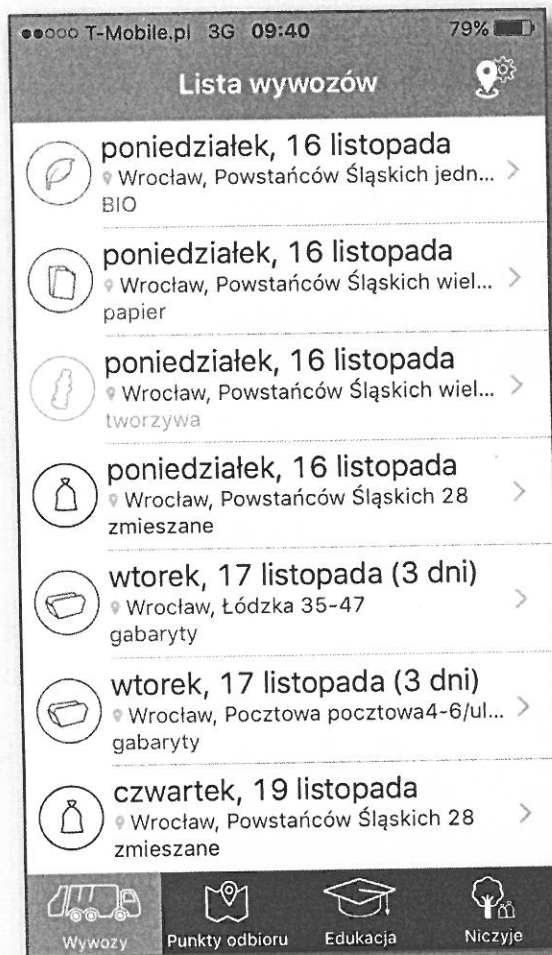 T-Mobile.pl 3G 09:40 79%
Lista wywozów
poniedziałek, 16 listopada
Wrocław, Powstańców Śląskich jedn...
BIO
poniedziałek, 16 listopada
Wrocław, Powstańców Śląskich wiel...
papier
poniedziałek, 16 listopada
Wrocław, Powstańców Śląskich wiel...
tworzywa
poniedziałek, 16 listopada
Wrocław, Powstańców Śląskich 28
zmieszane
wtorek, 17 listopada (3 dni)
Wrocław, Łódzka 35-47
gabaryty
wtorek, 17 listopada (3 dni)
Wrocław, Pocztowa pocztowa4-6/ul...
gabaryty
czwartek, 19 listopada
Wrocław, Powstańców Śląskich 28
zmieszane
Wywozy Punkty odbioru Edukacja Niczyje